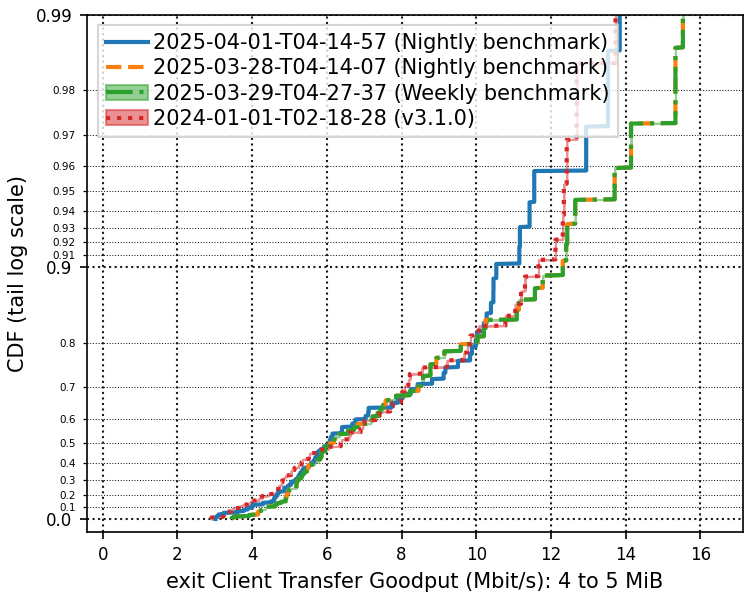 0.99
0.98
0.97
0.96
0.95
0.94
0.93
0.92
0.91
0.9
0.8
0.7
0.6
0.5
0.4
0.3
0.2
0.1
0.0
CDF (tail log scale)
2025-04-01-T04-14-57 (Nightly benchmark)
2025-03-28-T04-14-07 (Nightly benchmark)
2025-03-29-T04-27-37 (Weekly benchmark)
2024-01-01-T02-18-28 (v3.1.0)
0 2 4 6 8 10 12 14 16
exit Client Transfer Goodput (Mbit/s): 4 to 5 MiB